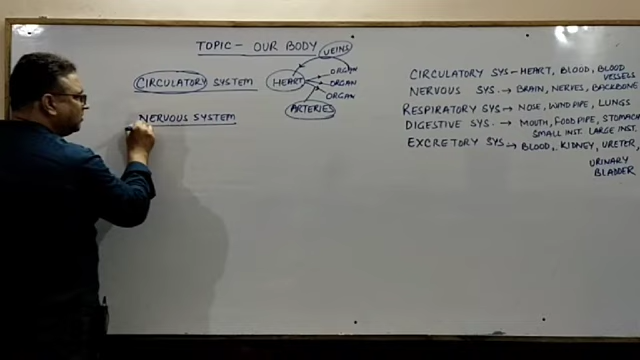 TOPIC - OUR BODY
VEINS
CIRCULATORY SYSTEM
HEART
ORGAN
ORGAN
ORGAN
ARTERIES
NERVOUS SYSTEM
CIRCULATORY SYS - HEART, BLOOD, BLOOD VESSELS
NERVOUS SYS. → BRAIN, NERVES, BACKBONE
RESPIRATORY SYS → NOSE, WIND PIPE, LUNGS
DIGESTIVE SYS. → MOUTH, FOOD PIPE, STOMACH
SMALL INST. LARGE INST.
EXCRETORY SYS → BLOOD, KIDNEY, URETER,
URINARY
BLADDER